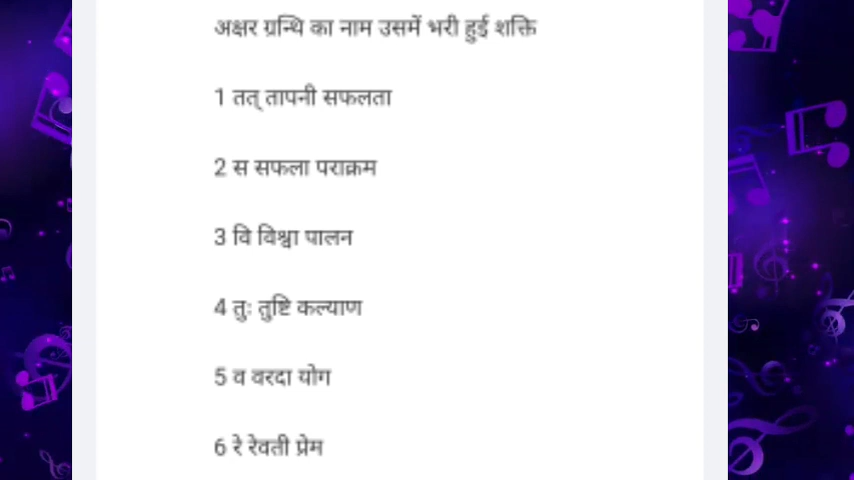 अक्षर ग्रन्थि का नाम उसमें भरी हुई शक्ति
1 तत् तापनी सफलता
2 स सफला पराक्रम
3 वि विश्वा पालन
4 तुः तुष्टि कल्याण
5 व वरदा योग
6 रे रेवती प्रेम